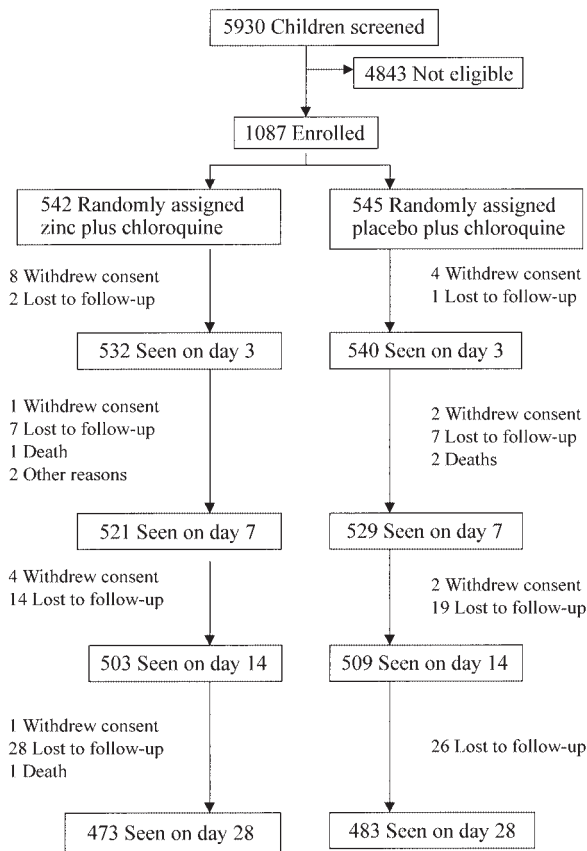 5930 Children screened
4843 Not eligible
1087 Enrolled
542 Randomly assigned
zinc plus chloroquine
545 Randomly assigned
placebo plus chloroquine
8 Withdrew consent
2 Lost to follow-up
4 Withdrew consent
1 Lost to follow-up
532 Seen on day 3
540 Seen on day 3
1 Withdrew consent
7 Lost to follow-up
1 Death
2 Other reasons
2 Withdrew consent
7 Lost to follow-up
2 Deaths
521 Seen on day 7
529 Seen on day 7
4 Withdrew consent
14 Lost to follow-up
2 Withdrew consent
19 Lost to follow-up
503 Seen on day 14
509 Seen on day 14
1 Withdrew consent
28 Lost to follow-up
1 Death
26 Lost to follow-up
473 Seen on day 28
483 Seen on day 28